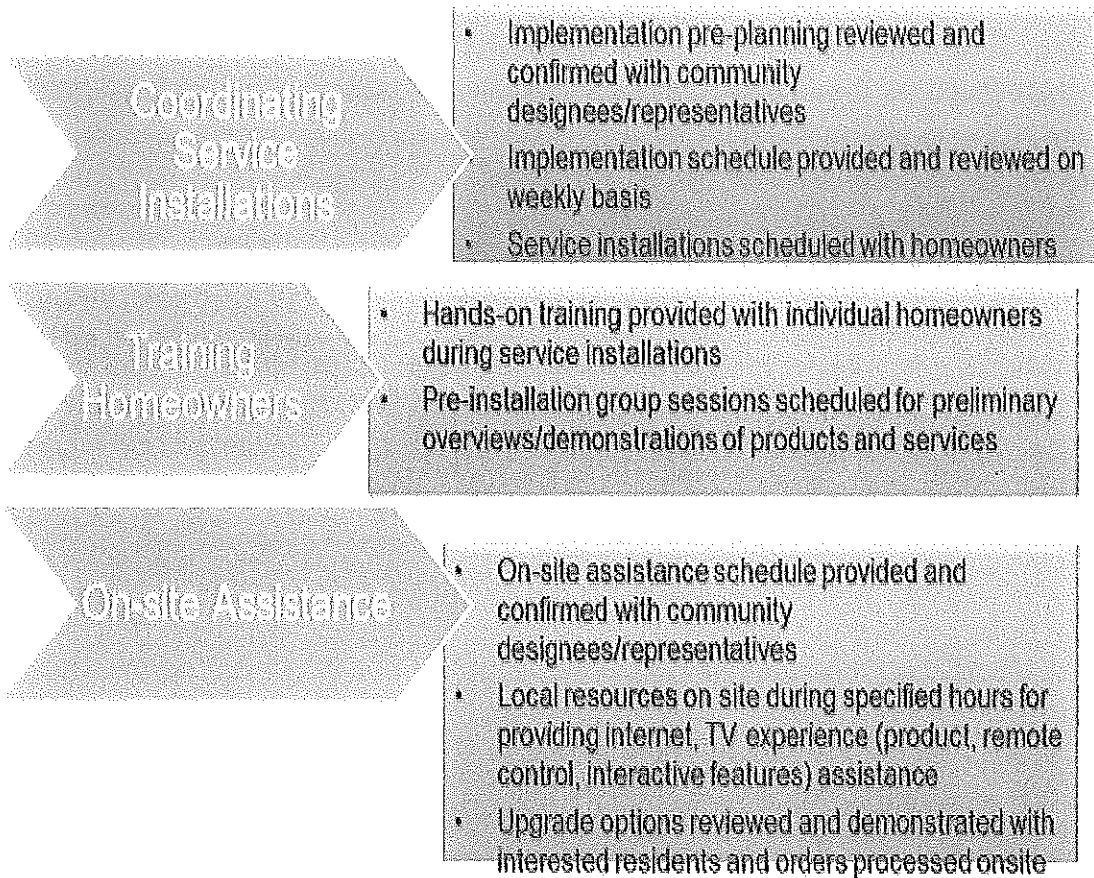 Coordinating
Service
Installations
• Implementation pre-planning reviewed and
confirmed with community
designees/representatives
Implementation schedule provided and reviewed on
weekly basis
• Service installations scheduled with homeowners
Training
Homeowners
• Hands-on training provided with individual homeowners
during service installations
• Pre-installation group sessions scheduled for preliminary
overviews/demonstrations of products and services
On-site Assistance
• On-site assistance schedule provided and
confirmed with community
designees/representatives
• Local resources on site during specified hours for
providing internet, TV experience (product, remote
control, interactive features) assistance
• Upgrade options reviewed and demonstrated with
interested residents and orders processed onsite